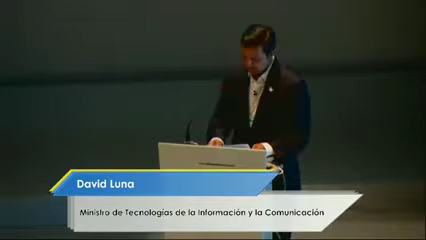 David Luna
Ministro de Tecnologías de la Información y la Comunicación